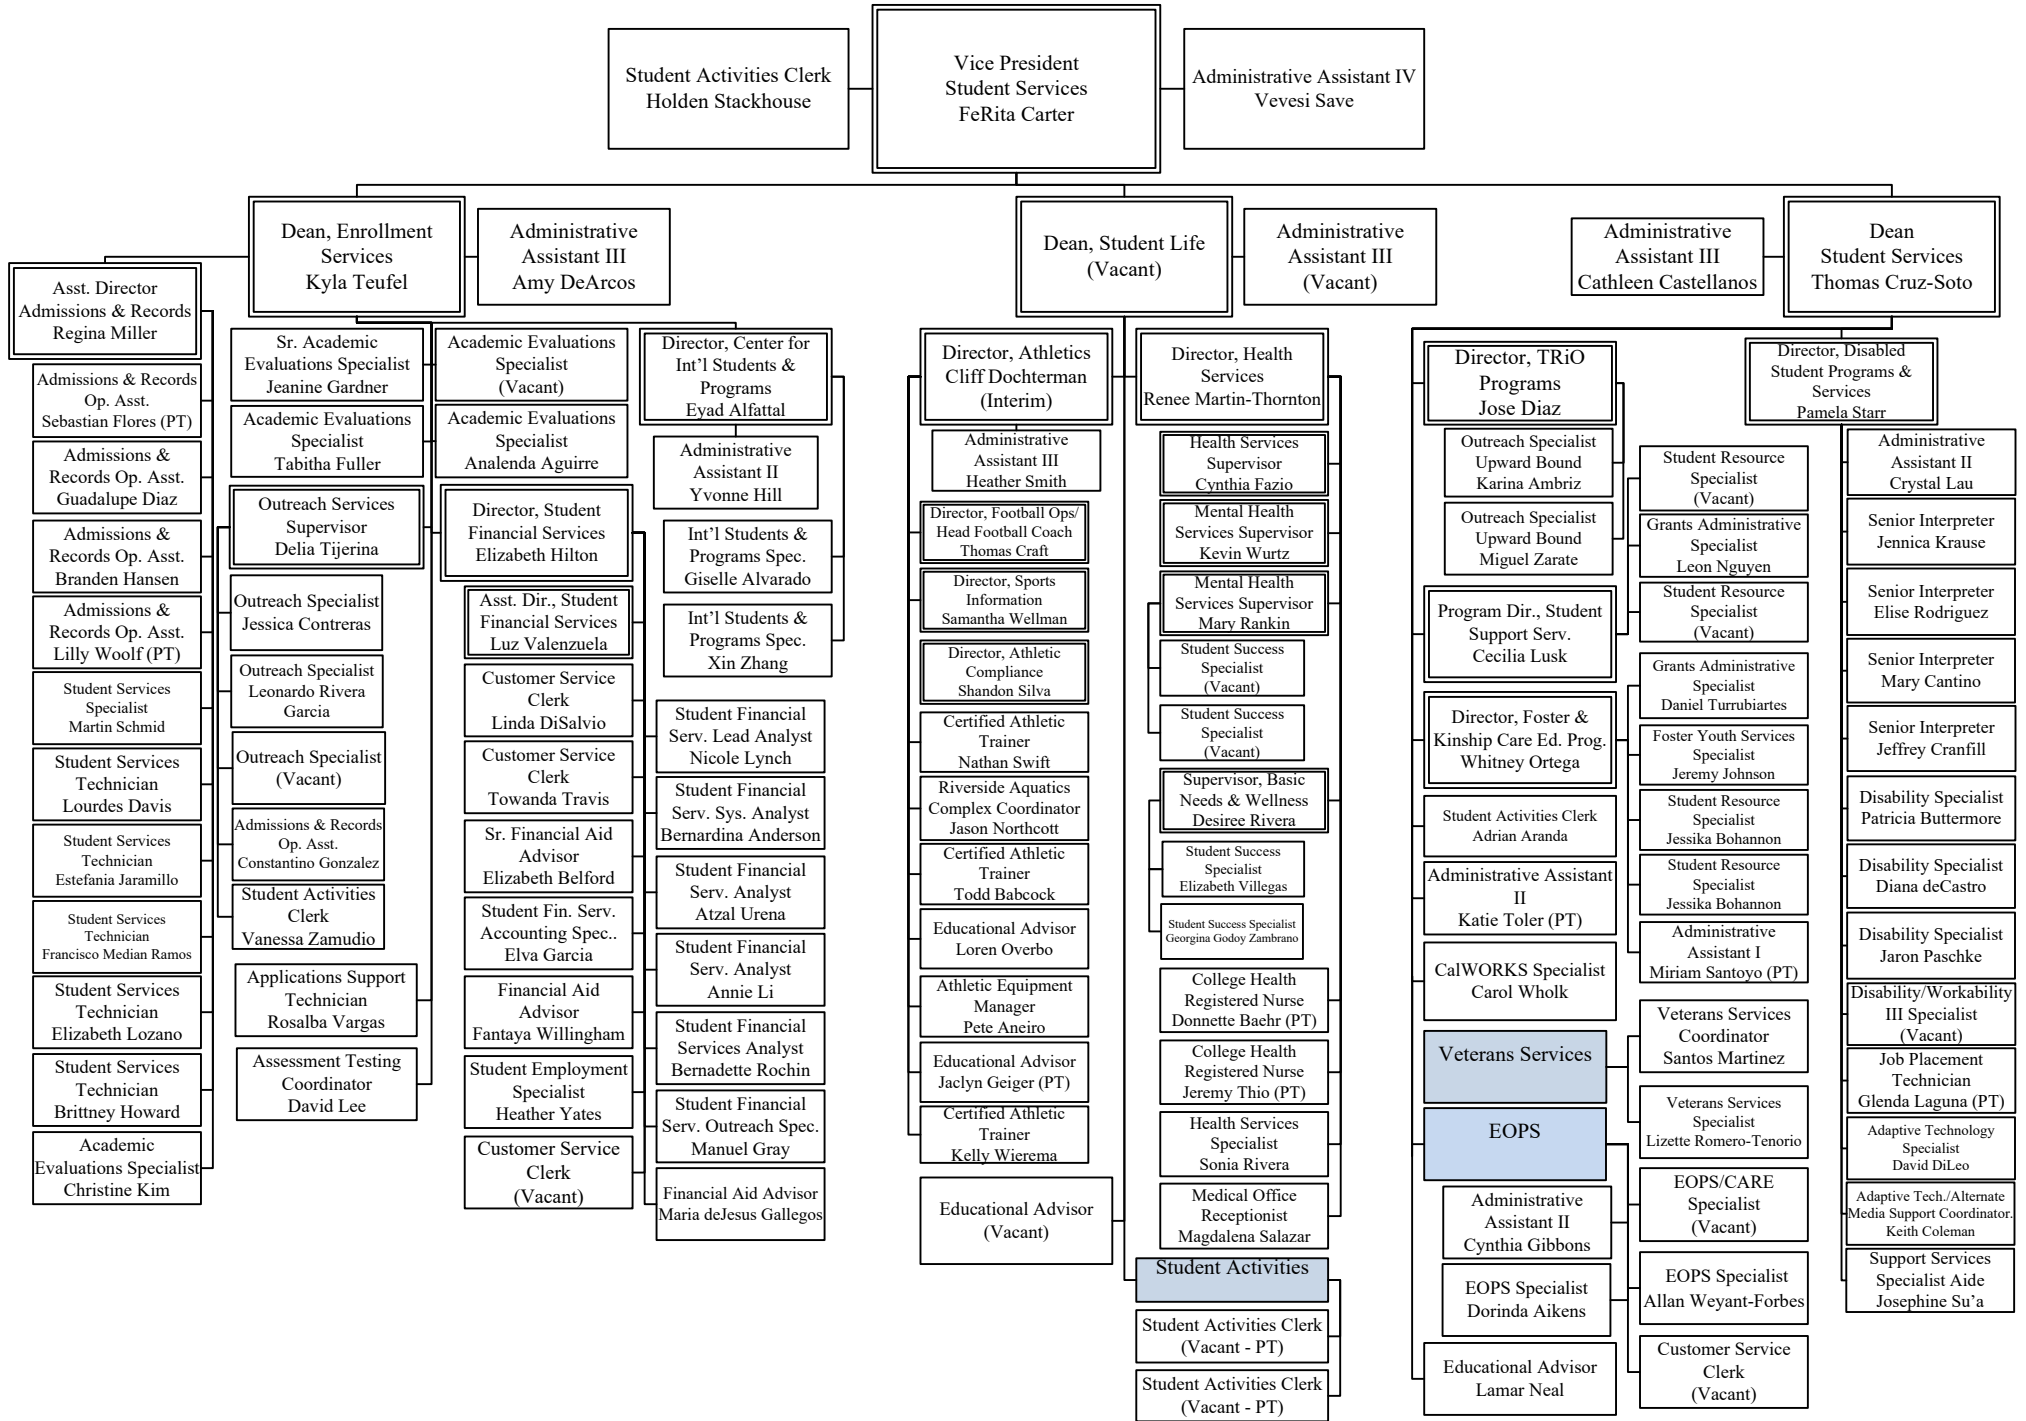 Student Activities Clerk
Holden Stackhouse
Vice President
Student Services
FeRita Carter
Administrative Assistant IV
Vevesi Save
Dean, Enrollment
Services
Kyla Teufel
Administrative
Assistant III
Amy DeArcos
Dean, Student Life
(Vacant)
Administrative
Assistant III
(Vacant)
Administrative
Assistant III
Cathleen Castellanos
Dean
Student Services
Thomas Cruz-Soto
Asst. Director
Admissions & Records
Regina Miller
Admissions & Records
Op. Asst.
Sebastian Flores (PT)
Admissions &
Records Op. Asst.
Guadalupe Diaz
Admissions &
Records Op. Asst.
Branden Hansen
Admissions &
Records Op. Asst.
Lilly Woolf (PT)
Student Services
Specialist
Martin Schmid
Student Services
Technician
Lourdes Davis
Student Services
Technician
Estefania Jaramillo
Student Services
Technician
Francisco Median Ramos
Student Services
Technician
Elizabeth Lozano
Student Services
Technician
Brittney Howard
Academic
Evaluations Specialist
Christine Kim
Sr. Academic
Evaluations Specialist
Jeanine Gardner
Academic Evaluations
Specialist
(Vacant)
Academic Evaluations
Specialist
Tabitha Fuller
Academic Evaluations
Specialist
Analenda Aguirre
Outreach Services
Supervisor
Delia Tijerina
Outreach Specialist
Jessica Contreras
Outreach Specialist
Leonardo Rivera
Garcia
Outreach Specialist
(Vacant)
Admissions & Records
Op. Asst.
Constantino Gonzalez
Student Activities
Clerk
Vanessa Zamudio
Applications Support
Technician
Rosalba Vargas
Assessment Testing
Coordinator
David Lee
Director, Student
Financial Services
Elizabeth Hilton
Asst. Dir., Student
Financial Services
Luz Valenzuela
Customer Service
Clerk
Linda DiSalvio
Customer Service
Clerk
Towanda Travis
Sr. Financial Aid
Advisor
Elizabeth Belford
Student Fin. Serv.
Accounting Spec..
Elva Garcia
Financial Aid
Advisor
Fantaya Willingham
Student Employment
Specialist
Heather Yates
Customer Service
Clerk
(Vacant)
Student Financial
Serv. Lead Analyst
Nicole Lynch
Student Financial
Serv. Sys. Analyst
Bernardina Anderson
Student Financial
Serv. Analyst
Atzal Urena
Student Financial
Serv. Analyst
Annie Li
Student Financial
Services Analyst
Bernadette Rochin
Student Financial
Serv. Outreach Spec.
Manuel Gray
Financial Aid Advisor
Maria deJesus Gallegos
Director, Center for
Int'l Students &
Programs
Eyad Alfattal
Administrative
Assistant II
Yvonne Hill
Int'l Students &
Programs Spec.
Giselle Alvarado
Int'l Students &
Programs Spec.
Xin Zhang
Director, Athletics
Cliff Dochterman
(Interim)
Administrative
Assistant III
Heather Smith
Director, Football Ops/
Head Football Coach
Thomas Craft
Director, Sports
Information
Samantha Wellman
Director, Athletic
Compliance
Shandon Silva
Certified Athletic
Trainer
Nathan Swift
Riverside Aquatics
Complex Coordinator
Jason Northcott
Certified Athletic
Trainer
Todd Babcock
Educational Advisor
Loren Overbo
Athletic Equipment
Manager
Pete Aneiro
Educational Advisor
Jaclyn Geiger (PT)
Certified Athletic
Trainer
Kelly Wierema
Educational Advisor
(Vacant)
Director, Health
Services
Renee Martin-Thornton
Health Services
Supervisor
Cynthia Fazio
Mental Health
Services Supervisor
Kevin Wurtz
Mental Health
Services Supervisor
Mary Rankin
Student Success
Specialist
(Vacant)
Student Success
Specialist
(Vacant)
Supervisor, Basic
Needs & Wellness
Desiree Rivera
Student Success
Specialist
Elizabeth Villegas
Student Success Specialist
Georgina Godoy Zambrano
College Health
Registered Nurse
Donnette Baehr (PT)
College Health
Registered Nurse
Jeremy Thio (PT)
Health Services
Specialist
Sonia Rivera
Medical Office
Receptionist
Magdalena Salazar
Student Activities
Student Activities Clerk
(Vacant - PT)
Student Activities Clerk
(Vacant - PT)
Director, TRiO
Programs
Jose Diaz
Outreach Specialist
Upward Bound
Karina Ambriz
Outreach Specialist
Upward Bound
Miguel Zarate
Program Dir., Student
Support Serv.
Cecilia Lusk
Director, Foster &
Kinship Care Ed. Prog.
Whitney Ortega
Student Activities Clerk
Adrian Aranda
Administrative Assistant
II
Katie Toler (PT)
CalWORKS Specialist
Carol Wholk
Veterans Services
EOPS
Administrative
Assistant II
Cynthia Gibbons
EOPS Specialist
Dorinda Aikens
Educational Advisor
Lamar Neal
Student Resource
Specialist
(Vacant)
Grants Administrative
Specialist
Leon Nguyen
Student Resource
Specialist
(Vacant)
Grants Administrative
Specialist
Daniel Turrubiartes
Foster Youth Services
Specialist
Jeremy Johnson
Student Resource
Specialist
Jessika Bohannon
Student Resource
Specialist
Jessika Bohannon
Administrative
Assistant I
Miriam Santoyo (PT)
Veterans Services
Coordinator
Santos Martinez
Veterans Services
Specialist
Lizette Romero-Tenorio
EOPS/CARE
Specialist
(Vacant)
EOPS Specialist
Allan Weyant-Forbes
Customer Service
Clerk
(Vacant)
Director, Disabled
Student Programs &
Services
Pamela Starr
Administrative
Assistant II
Crystal Lau
Senior Interpreter
Jennica Krause
Senior Interpreter
Elise Rodriguez
Senior Interpreter
Mary Cantino
Senior Interpreter
Jeffrey Cranfill
Disability Specialist
Patricia Buttermore
Disability Specialist
Diana deCastro
Disability Specialist
Jaron Paschke
Disability/Workability
III Specialist
(Vacant)
Job Placement
Technician
Glenda Laguna (PT)
Adaptive Technology
Specialist
David DiLeo
Adaptive Tech./Alternate
Media Support Coordinator.
Keith Coleman
Support Services
Specialist Aide
Josephine Su'a